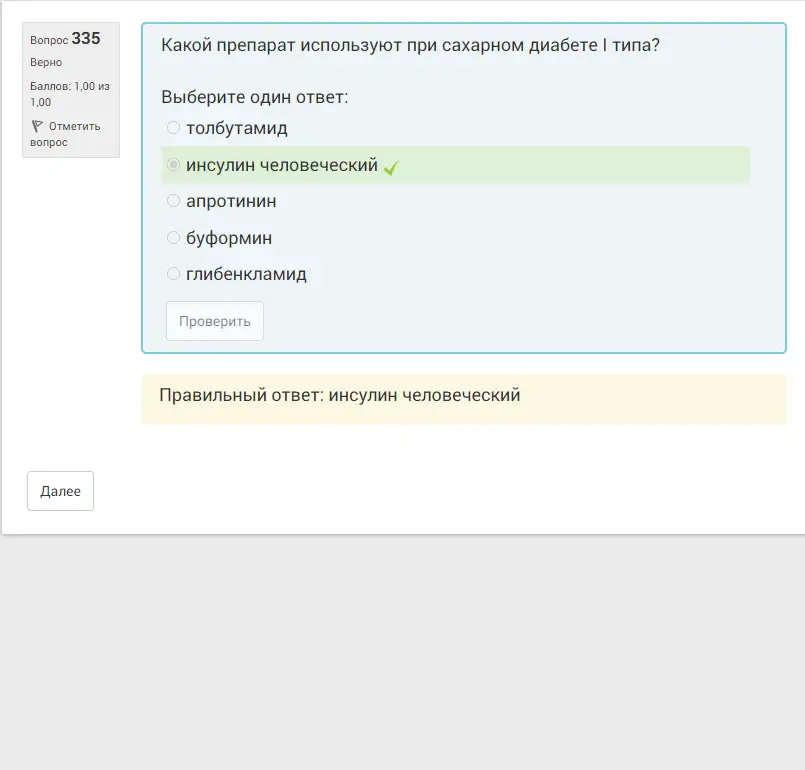 Вопрос 335
Верно
Баллов: 1,00 из
1,00
Отметить
вопрос
Какой препарат используют при сахарном диабете I типа?
Выберите один ответ:
толбутамид
инсулин человеческий
апротинин
буформин
глибенкламид
Проверить
Правильный ответ: инсулин человеческий
Далее